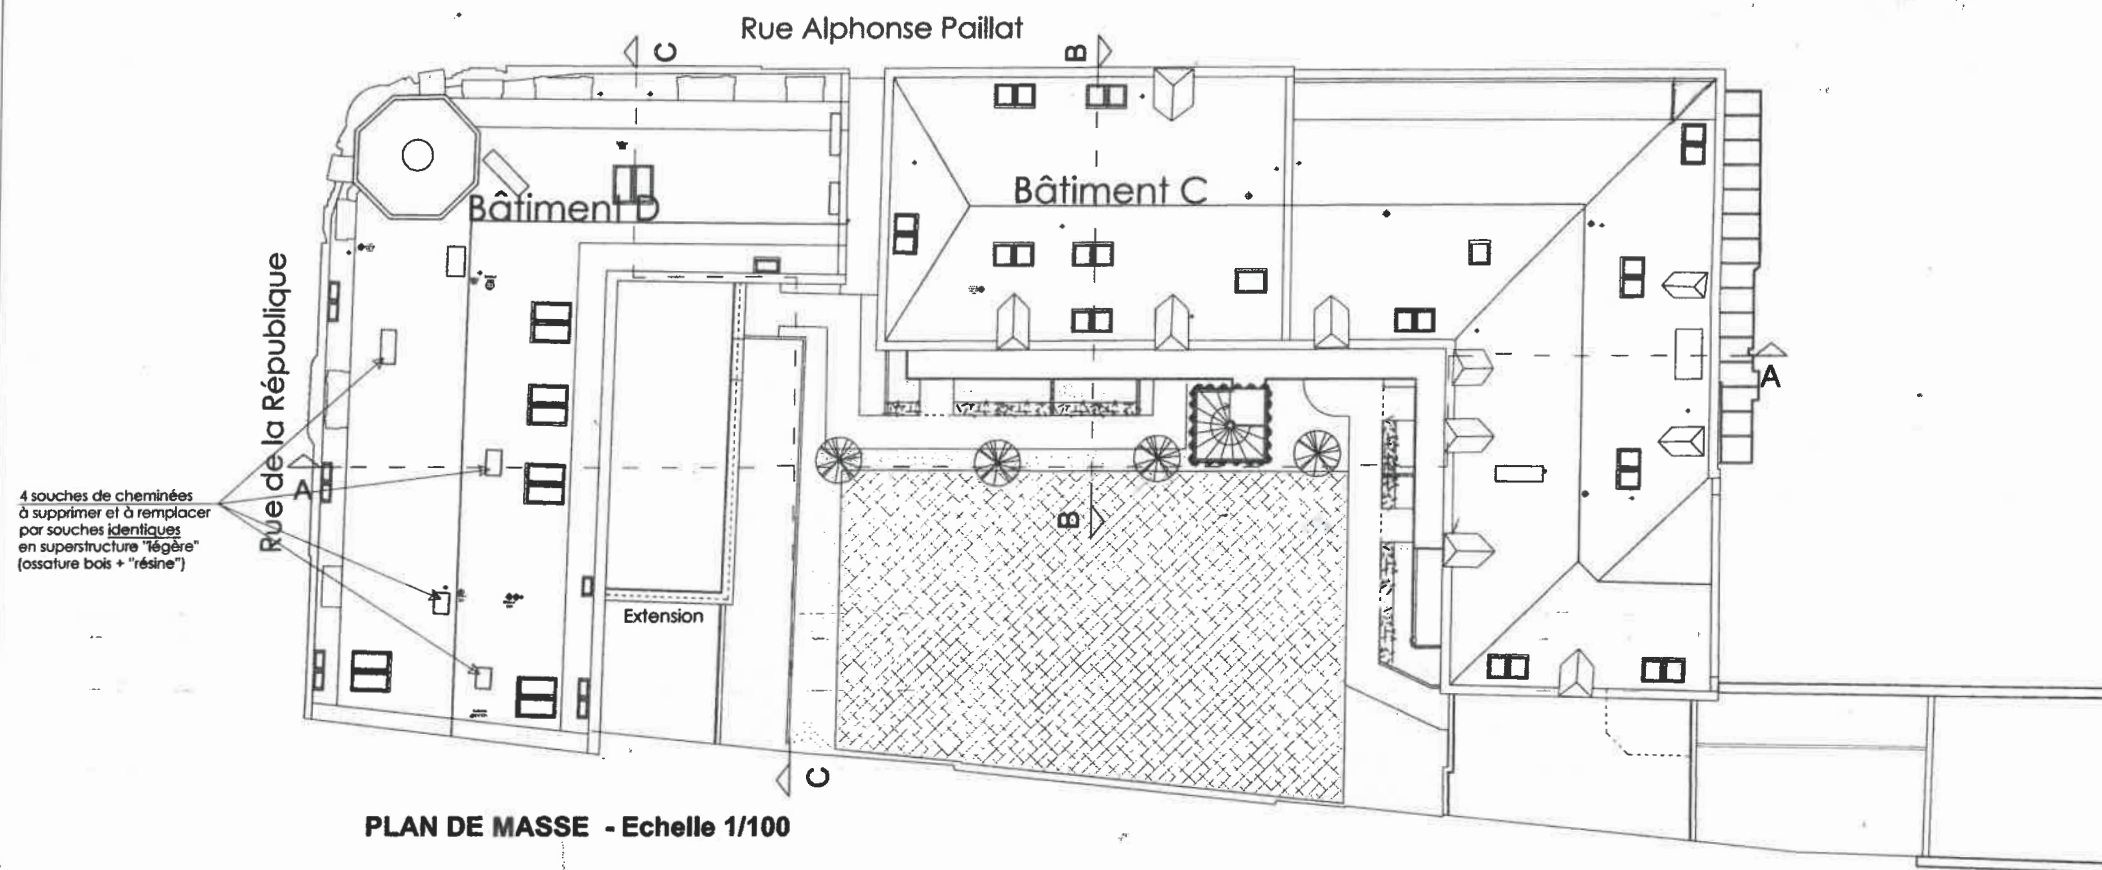 Rue Alphonse Paillat
C
B
Bâtiment D
Bâtiment C
Rue de la République
A
A
4 souches de cheminées
à supprimer et à remplacer
par souches identiques
en superstructure "légère"
(ossature bois + "résine")
B
Extension
C
PLAN DE MASSE - Echelle 1/100